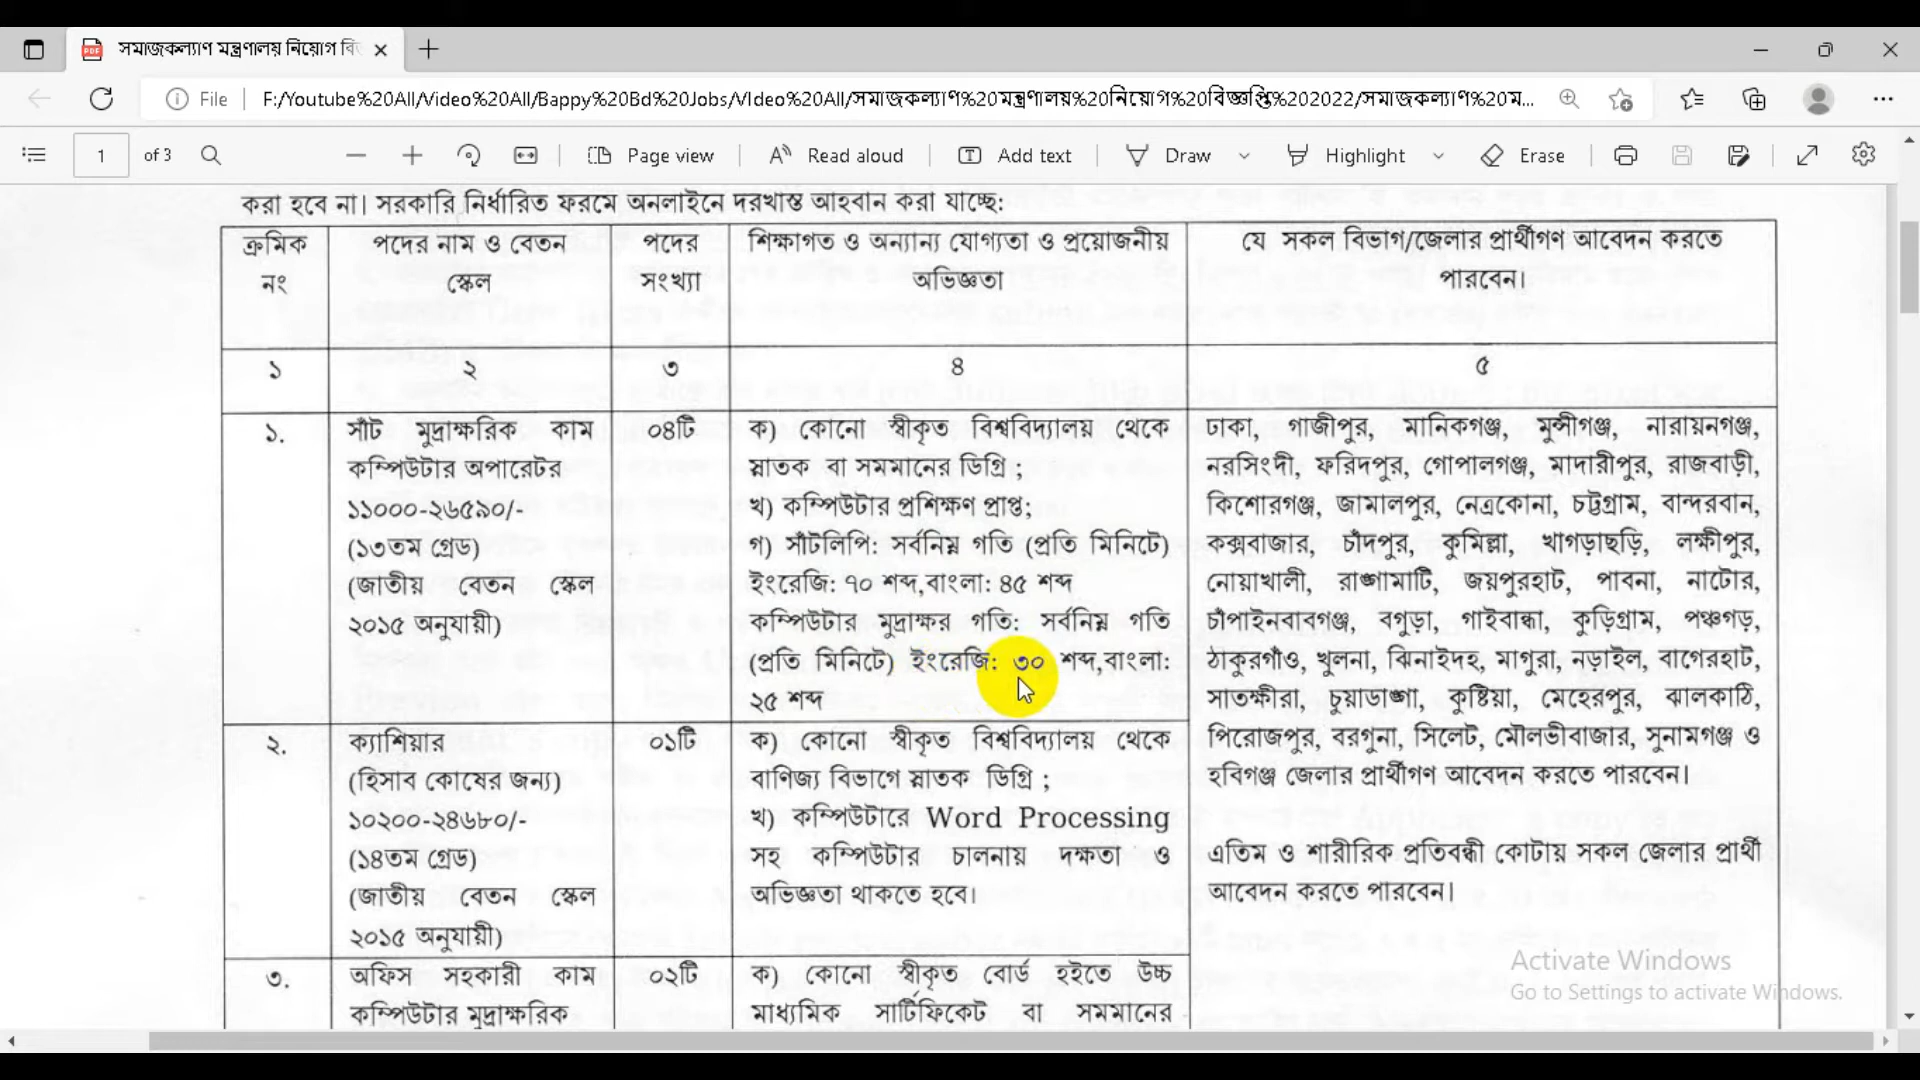 সমাজকল্যাণ মন্ত্রণালয় নিয়োগ বি
File
F:/Youtube%20All/Video%20All/Bappy%20Bd%20Jobs/VIdeo%20All/সমাজকল্যাণ%20মন্ত্রণালয়%20নিয়োগ%20বিজ্ঞপ্তি%202022/সমাজকল্যাণ%20ম...
1 of 3
Page view
Read aloud
Add text
Draw
Highlight
Erase
করা হবে না। সরকারি নির্ধারিত ফরমে অনলাইনে দরখাস্ত আহবান করা যাচ্ছে:
ক্রমিক নং
পদের নাম ও বেতন স্কেল
পদের সংখ্যা
শিক্ষাগত ও অন্যান্য যোগ্যতা ও প্রয়োজনীয় অভিজ্ঞতা
যে সকল বিভাগ/জেলার প্রার্থীগণ আবেদন করতে পারবেন।
১ ২ ৩ ৪ ৫
১.
সাঁট মুদ্রাক্ষরিক কাম
কম্পিউটার অপারেটর
১১০০০-২৬৫৯০/-
(১৩তম গ্রেড)
(জাতীয় বেতন স্কেল
২০১৫ অনুযায়ী)
০৪টি
ক) কোনো স্বীকৃত বিশ্ববিদ্যালয় থেকে
স্নাতক বা সমমানের ডিগ্রি ;
খ) কম্পিউটার প্রশিক্ষণ প্রাপ্ত;
গ) সাঁটলিপি: সর্বনিম্ন গতি (প্রতি মিনিটে)
ইংরেজি: ৭০ শব্দ,বাংলা: ৪৫ শব্দ
কম্পিউটার মুদ্রাক্ষর গতি: সর্বনিম্ন গতি
(প্রতি মিনিটে) ইংরেজি: ৩০ শব্দ,বাংলা:
২৫ শব্দ
ঢাকা, গাজীপুর, মানিকগঞ্জ, মুন্সীগঞ্জ, নারায়নগঞ্জ,
নরসিংদী, ফরিদপুর, গোপালগঞ্জ, মাদারীপুর, রাজবাড়ী,
কিশোরগঞ্জ, জামালপুর, নেত্রকোনা, চট্টগ্রাম, বান্দরবান,
কক্সবাজার, চাঁদপুর, কুমিল্লা, খাগড়াছড়ি, লক্ষীপুর,
নোয়াখালী, রাঙ্গামাটি, জয়পুরহাট, পাবনা, নাটোর,
চাঁপাইনবাবগঞ্জ, বগুড়া, গাইবান্ধা, কুড়িগ্রাম, পঞ্চগড়,
ঠাকুরগাঁও, খুলনা, ঝিনাইদহ, মাগুরা, নড়াইল, বাগেরহাট,
সাতক্ষীরা, চুয়াডাঙ্গা, কুষ্টিয়া, মেহেরপুর, ঝালকাঠি,
পিরোজপুর, বরগুনা, সিলেট, মৌলভীবাজার, সুনামগঞ্জ ও
হবিগঞ্জ জেলার প্রার্থীগণ আবেদন করতে পারবেন।
এতিম ও শারীরিক প্রতিবন্ধী কোটায় সকল জেলার প্রার্থী
আবেদন করতে পারবেন।
২.
ক্যাশিয়ার
(হিসাব কোষের জন্য)
১০২০০-২৪৬৮০/-
(১৪তম গ্রেড)
(জাতীয় বেতন স্কেল
২০১৫ অনুযায়ী)
০১টি
ক) কোনো স্বীকৃত বিশ্ববিদ্যালয় থেকে
বাণিজ্য বিভাগে স্নাতক ডিগ্রি ;
খ) কম্পিউটারে Word Processing
সহ কম্পিউটার চালনায় দক্ষতা ও
অভিজ্ঞতা থাকতে হবে।
৩.
অফিস সহকারী কাম
কম্পিউটার মুদ্রাক্ষরিক
০২টি
ক) কোনো স্বীকৃত বোর্ড হইতে উচ্চ
মাধ্যমিক সার্টিফিকেট বা সমমানের
Activate Windows
Go to Settings to activate Windows.